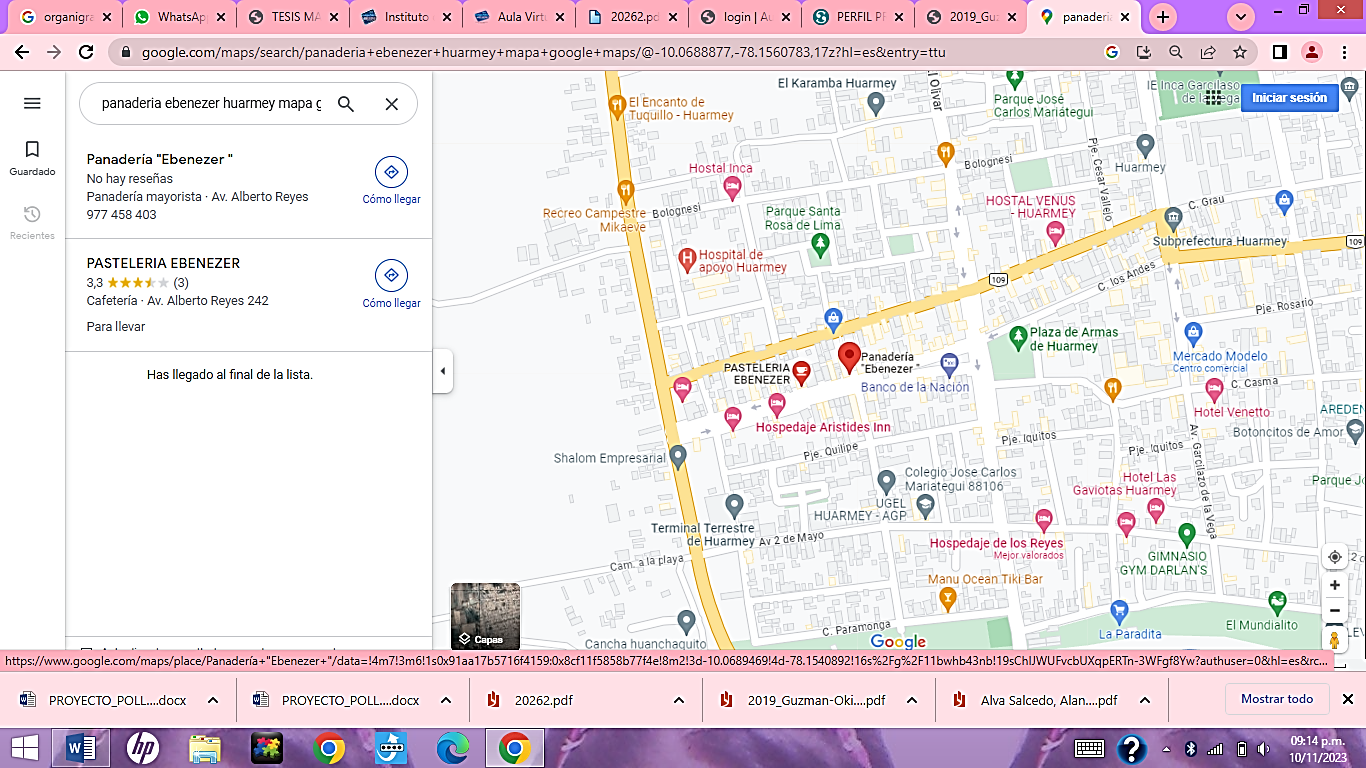 organigra
WhatsAp
TESIS MA
Instituto
Aula Virtu
20262.pd
login | Au
PERFIL PR
2019_Guz
panaderia
google.com/maps/search/panaderia+ebenezer+huarmey+mapa+google+maps/@-10.0688877,-78.1560783,17z?hl=es&entry=ttu
panaderia ebenezer huarmey mapa g
Guardado
Recientes
Panadería "Ebenezer "
No hay reseñas
Panadería mayorista · Av. Alberto Reyes
977 458 403
Cómo llegar
PASTELERIA EBENEZER
3,3 (3)
Cafetería · Av. Alberto Reyes 242
Para llevar
Cómo llegar
Has llegado al final de la lista.
El Karamba Huarmey
El Olivar
Parque José
Carlos Mariátegui
IE Inca Garcilaso
de la Vega
Iniciar sesión
El Encanto de
Tuquillo - Huarmey
Hostal Inca
Bolognesi
Pje. Cesar Vallejo
Huarmey
Recreo Campestre
Mikaeve
Bolognesi
Parque Santa
Rosa de Lima
HOSTAL VENUS
- HUARMEY
C. Grau
Subprefectura Huarmey
109
Hospital de
apoyo Huarmey
109
C. los Andes
Pje. Rosario
Plaza de Armas
de Huarmey
Mercado Modelo
Centro comercial
PASTELERIA
EBENEZER
Panadería
"Ebenezer "
Banco de la Nación
C. Casma
Hotel Venetto
AREDEN
Hospedaje Aristides Inn
Botoncitos de Amor
Pje. Quilipe
Pje. Iquitos
Pje. Iquitos
Av. Garcilazo de la Vega
Shalom Empresarial
Colegio Jose Carlos
Mariategui 88106
UGEL
HUARMEY - AGP
Hotel Las
Gaviotas Huarmey
Parque Jo
Terminal Terrestre
de Huarmey
Av 2 de Mayo
Hospedaje de los Reyes
Mejor valorados
GIMNASIO
GYM DARLAN'S
Cam. a la playa
Manu Ocean Tiki Bar
Capas
C. Paramonga
Cancha huanchaquito
Google
La Paradita
El Mundialito
https://www.google.com/maps/place/Panadería+"Ebenezer+"/data=!4m7!3m6!1s0x91aa17b5716f4159:0x8cf11f5858b77f4e!8m2!3d-10.0689469!4d-78.1540892!16s%2Fg%2F11bwhb43nb!19sChIJWUFvcbUXqpERTn-3WFgf8Yw?authuser=0&hl=es&rc...
PROYECTO_POLL....docx
PROYECTO_POLL....docx
20262.pdf
2019_Guzman-Oki....pdf
Alva Salcedo, Alan....pdf
Mostrar todo
09:14 p.m.
10/11/2023